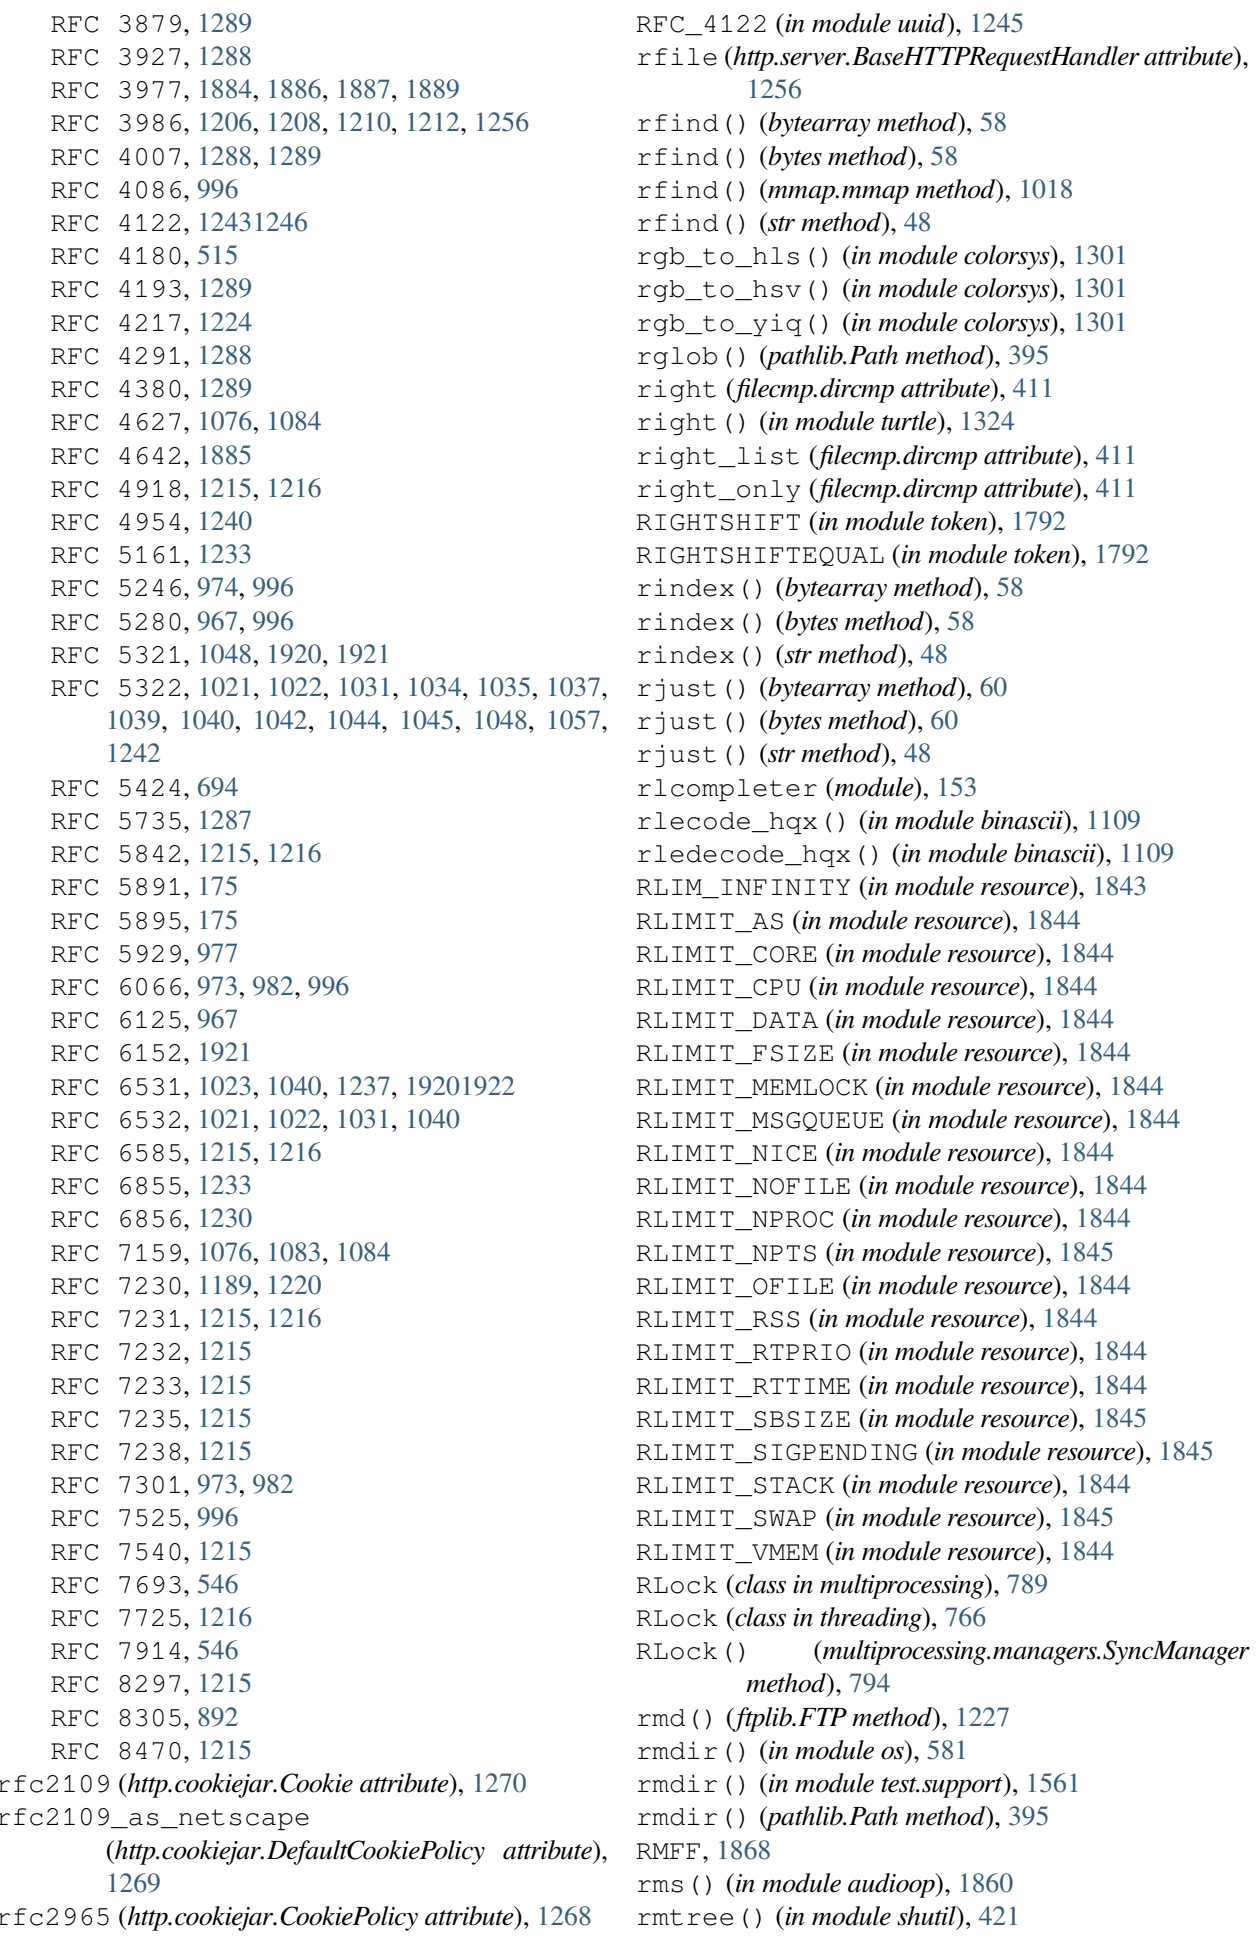 RFC 3879, 1289
RFC 3927, 1288
RFC 3977, 1884, 1886, 1887, 1889
RFC 3986, 1206, 1208, 1210, 1212, 1256
RFC 4007, 1288, 1289
RFC 4086, 996
RFC 4122, 12431246
RFC 4180, 515
RFC 4193, 1289
RFC 4217, 1224
RFC 4291, 1288
RFC 4380, 1289
RFC 4627, 1076, 1084
RFC 4642, 1885
RFC 4918, 1215, 1216
RFC 4954, 1240
RFC 5161, 1233
RFC 5246, 974, 996
RFC 5280, 967, 996
RFC 5321, 1048, 1920, 1921
RFC 5322, 1021, 1022, 1031, 1034, 1035, 1037,
1039, 1040, 1042, 1044, 1045, 1048, 1057,
1242
RFC 5424, 694
RFC 5735, 1287
RFC 5842, 1215, 1216
RFC 5891, 175
RFC 5895, 175
RFC 5929, 977
RFC 6066, 973, 982, 996
RFC 6125, 967
RFC 6152, 1921
RFC 6531, 1023, 1040, 1237, 19201922
RFC 6532, 1021, 1022, 1031, 1040
RFC 6585, 1215, 1216
RFC 6855, 1233
RFC 6856, 1230
RFC 7159, 1076, 1083, 1084
RFC 7230, 1189, 1220
RFC 7231, 1215, 1216
RFC 7232, 1215
RFC 7233, 1215
RFC 7235, 1215
RFC 7238, 1215
RFC 7301, 973, 982
RFC 7525, 996
RFC 7540, 1215
RFC 7693, 546
RFC 7725, 1216
RFC 7914, 546
RFC 8297, 1215
RFC 8305, 892
RFC 8470, 1215
rfc2109 (http.cookiejar.Cookie attribute), 1270
rfc2109_as_netscape
(http.cookiejar.DefaultCookiePolicy attribute),
1269
rfc2965 (http.cookiejar.CookiePolicy attribute), 1268
RFC_4122 (in module uuid), 1245
rfile (http.server.BaseHTTPRequestHandler attribute),
1256
rfind() (bytearray method), 58
rfind() (bytes method), 58
rfind() (mmap.mmap method), 1018
rfind() (str method), 48
rgb_to_hls() (in module colorsys), 1301
rgb_to_hsv() (in module colorsys), 1301
rgb_to_yiq() (in module colorsys), 1301
rglob() (pathlib.Path method), 395
right (filecmp.dircmp attribute), 411
right() (in module turtle), 1324
right_list (filecmp.dircmp attribute), 411
right_only (filecmp.dircmp attribute), 411
RIGHTSHIFT (in module token), 1792
RIGHTSHIFTEQUAL (in module token), 1792
rindex() (bytearray method), 58
rindex() (bytes method), 58
rindex() (str method), 48
rjust() (bytearray method), 60
rjust() (bytes method), 60
rjust() (str method), 48
rlcompleter (module), 153
rlecode_hqx() (in module binascii), 1109
rledecode_hqx() (in module binascii), 1109
RLIM_INFINITY (in module resource), 1843
RLIMIT_AS (in module resource), 1844
RLIMIT_CORE (in module resource), 1844
RLIMIT_CPU (in module resource), 1844
RLIMIT_DATA (in module resource), 1844
RLIMIT_FSIZE (in module resource), 1844
RLIMIT_MEMLOCK (in module resource), 1844
RLIMIT_MSGQUEUE (in module resource), 1844
RLIMIT_NICE (in module resource), 1844
RLIMIT_NOFILE (in module resource), 1844
RLIMIT_NPROC (in module resource), 1844
RLIMIT_NPTS (in module resource), 1845
RLIMIT_OFILE (in module resource), 1844
RLIMIT_RSS (in module resource), 1844
RLIMIT_RTPRIO (in module resource), 1844
RLIMIT_RTTIME (in module resource), 1844
RLIMIT_SBSIZE (in module resource), 1845
RLIMIT_SIGPENDING (in module resource), 1845
RLIMIT_STACK (in module resource), 1844
RLIMIT_SWAP (in module resource), 1845
RLIMIT_VMEM (in module resource), 1844
RLock (class in multiprocessing), 789
RLock (class in threading), 766
RLock() (multiprocessing.managers.SyncManager
method), 794
rmd() (ftplib.FTP method), 1227
rmdir() (in module os), 581
rmdir() (in module test.support), 1561
rmdir() (pathlib.Path method), 395
RMFF, 1868
rms() (in module audioop), 1860
rmtree() (in module shutil), 421